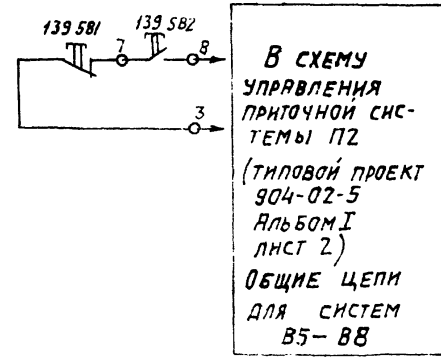 139 SB1
139 SB2
7
8
3
В СХЕМУ
УПРАВЛЕНИЯ
ПРИТОЧНОЙ СИС-
ТЕМЫ П2
(ТИПОВОЙ ПРОЕКТ
904-02-5
АЛЬБОМ I
ЛИСТ 2)
ОБЩИЕ ЦЕПИ
ДЛЯ СИСТЕМ
В5-В8